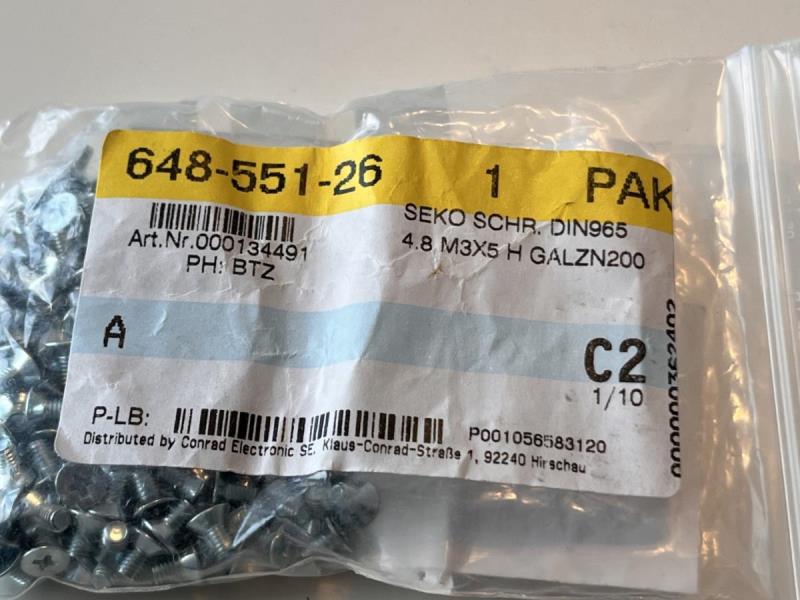 648-551-26 1 PAK
Art.Nr.000134491
PH: BTZ
SEKO SCHR. DIN965
4.8 M3X5 H GALZN200
A
C2
1/10
P-LB:
P001056583120
Distributed by Conrad Electronic SE. Klaus-Conrad-Straße 1, 92240 Hirschau